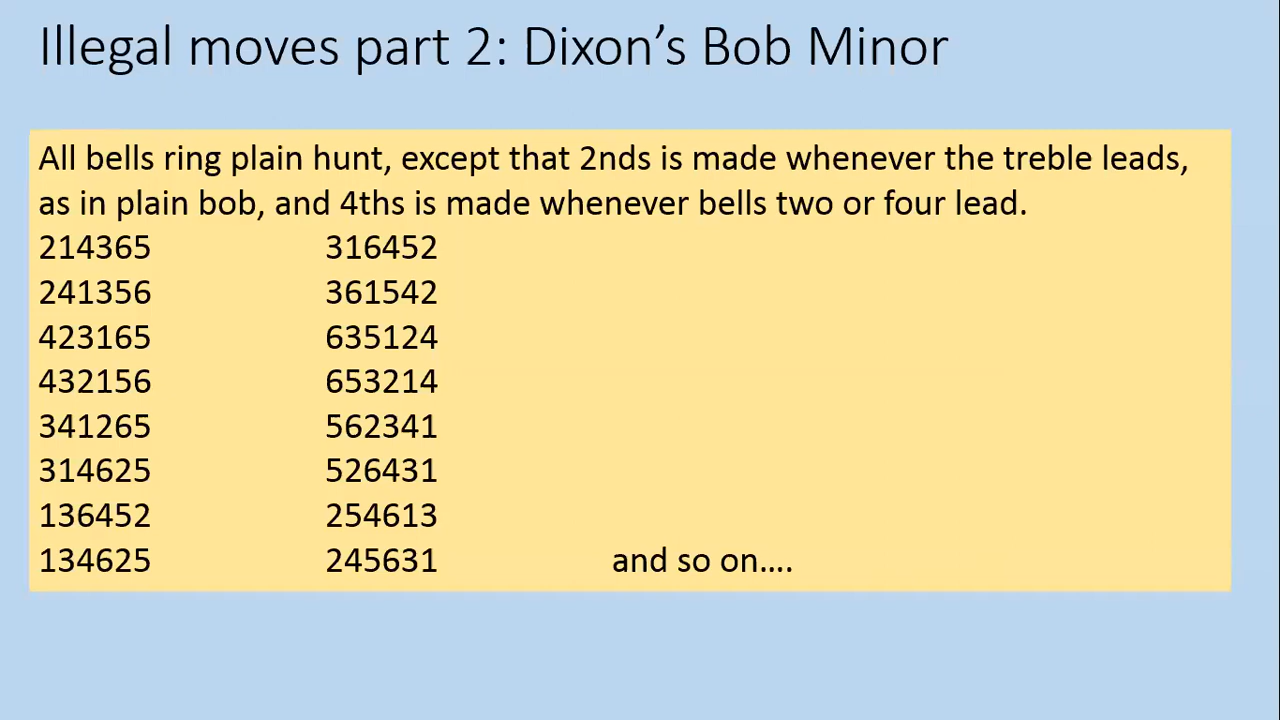 Illegal moves part 2: Dixon’s Bob Minor
All bells ring plain hunt, except that 2nds is made whenever the treble leads,
as in plain bob, and 4ths is made whenever bells two or four lead.
214365 316452
241356 361542
423165 635124
432156 653214
341265 562341
314625 526431
136452 254613
134625 245631 and so on….